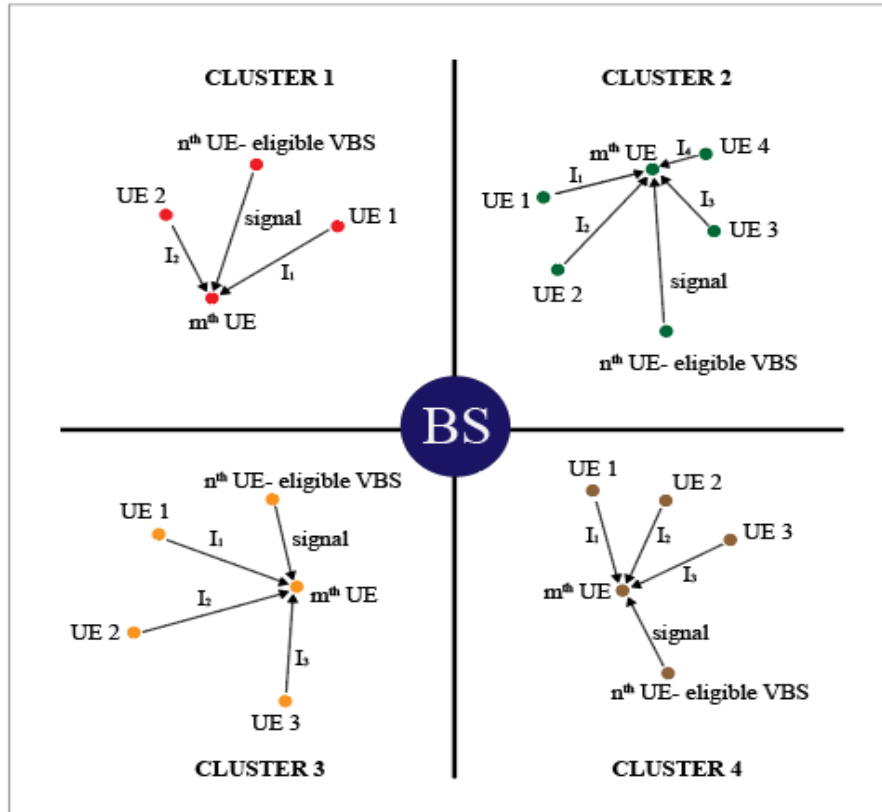 CLUSTER 1
nᵗʰ UE- eligible VBS
UE 2
UE 1
signal
I₂
I₁
mᵗʰ UE
CLUSTER 2
mᵗʰ UE
I₄
UE 4
I₁
UE 1
I₃
I₂
UE 3
UE 2
signal
nᵗʰ UE- eligible VBS
BS
nᵗʰ UE- eligible VBS
UE 1
I₁
signal
mᵗʰ UE
I₂
UE 2
I₃
UE 3
CLUSTER 3
UE 1
UE 2
UE 3
I₁
I₂
I₃
mᵗʰ UE
signal
nᵗʰ UE- eligible VBS
CLUSTER 4